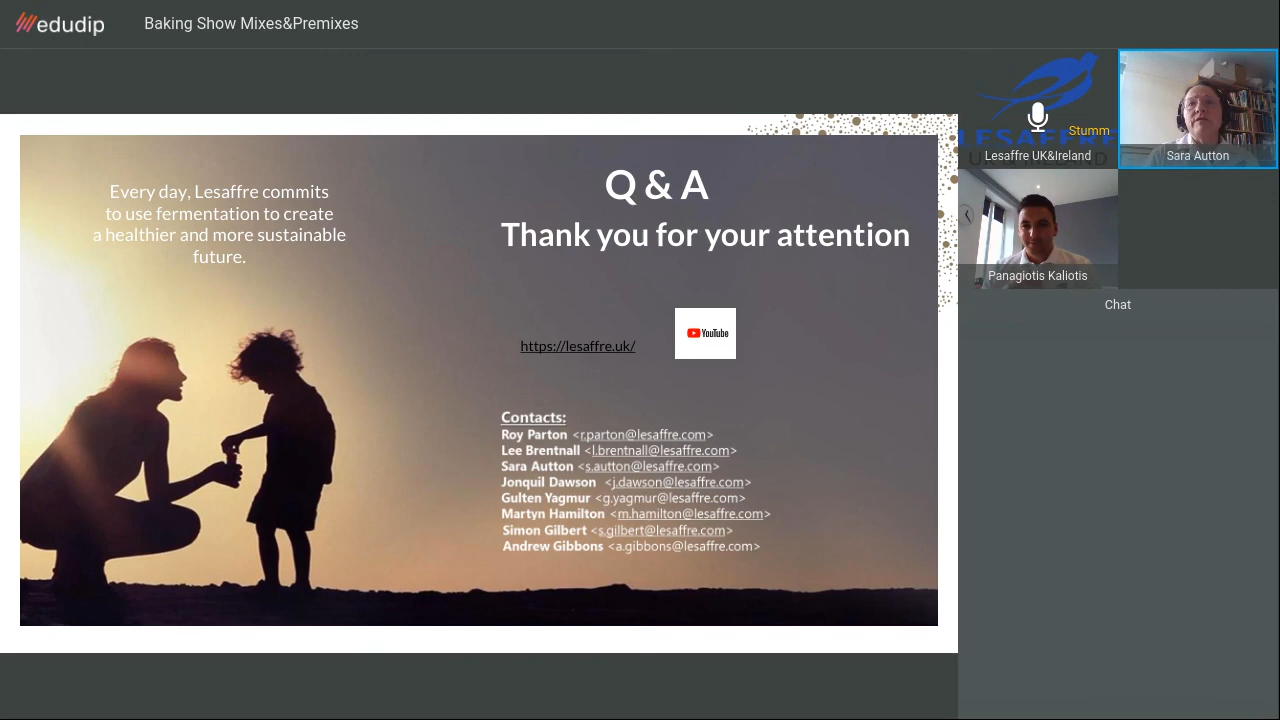 edudip
Baking Show Mixes&Premixes
Every day, Lesaffre commits
to use fermentation to create
a healthier and more sustainable
future.
Q & A
Thank you for your attention
https://lesaffre.uk/
YouTube
Contacts:
Roy Parton <r.parton@lesaffre.com>
Lee Brentnall <l.brentnall@lesaffre.com>
Sara Autton <s.autton@lesaffre.com>
Jonquil Dawson <j.dawson@lesaffre.com>
Gulten Yagmur <g.yagmur@lesaffre.com>
Martyn Hamilton <m.hamilton@lesaffre.com>
Simon Gilbert <s.gilbert@lesaffre.com>
Andrew Gibbons <a.gibbons@lesaffre.com>
Stumm
LESAFFRE
Lesaffre UK&Ireland
Sara Autton
Panagiotis Kaliotis
Chat